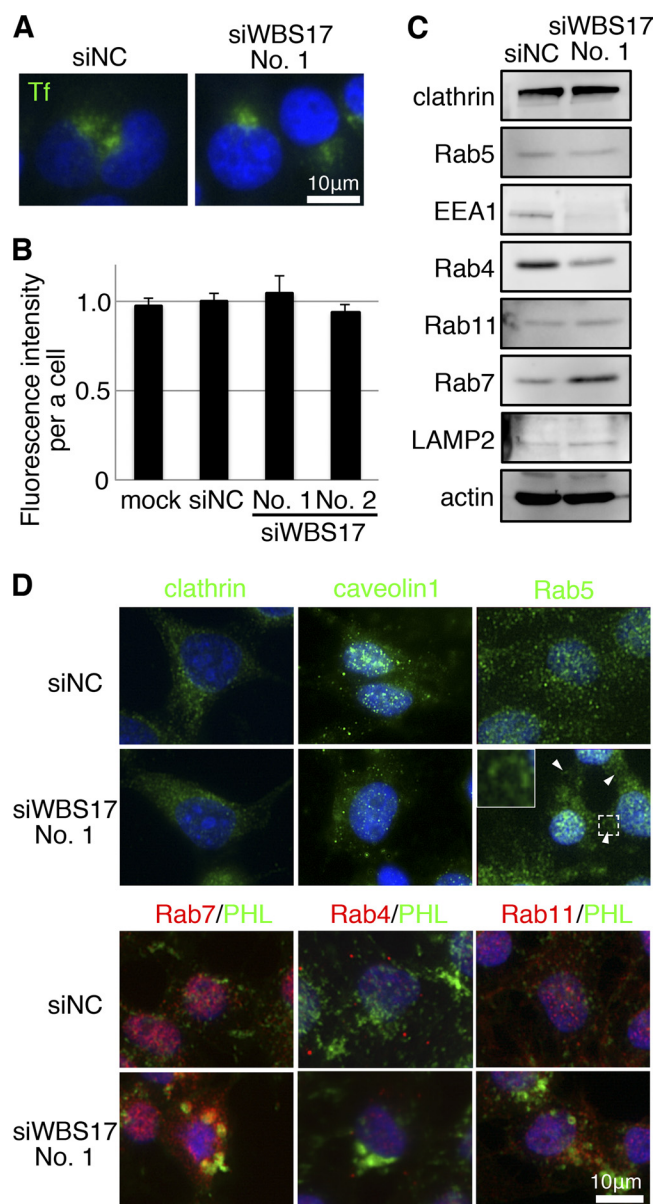 A
siNC
siWBS17
No. 1
Tf
10μm
B
Fluorescence intensity
per a cell
1.0
0.5
0
mock siNC No. 1 No. 2
siWBS17
C
siWBS17
siNC No. 1
clathrin
Rab5
EEA1
Rab4
Rab11
Rab7
LAMP2
actin
D
clathrin caveolin1 Rab5
siNC
siWBS17
No. 1
Rab7/PHL Rab4/PHL Rab11/PHL
siNC
siWBS17
No. 1
10μm